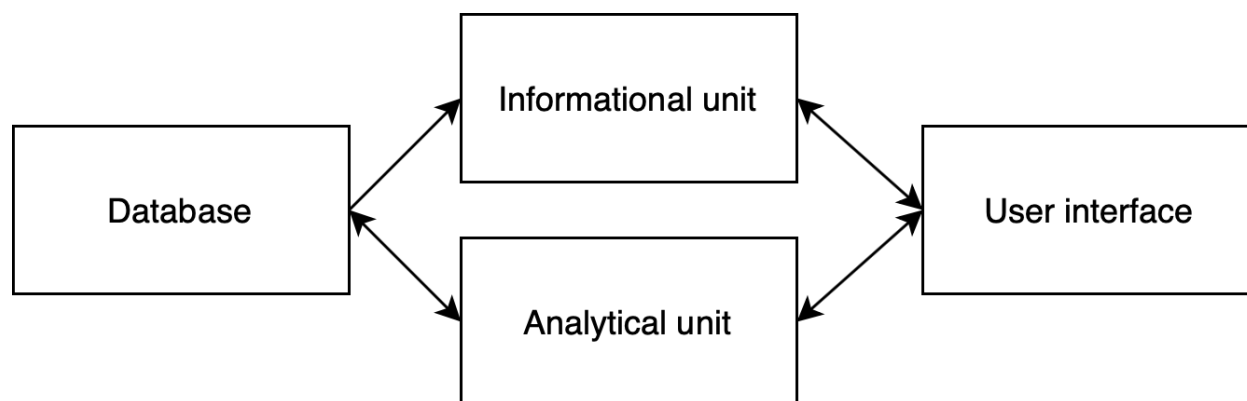 Informational unit
Database
User interface
Analytical unit